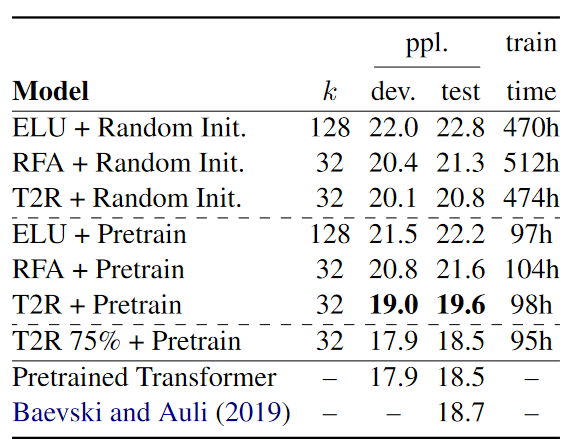 ppl. train
Model k dev. test time
ELU + Random Init. 128 22.0 22.8 470h
RFA + Random Init. 32 20.4 21.3 512h
T2R + Random Init. 32 20.1 20.8 474h
ELU + Pretrain 128 21.5 22.2 97h
RFA + Pretrain 32 20.8 21.6 104h
T2R + Pretrain 32 19.0 19.6 98h
T2R 75% + Pretrain 32 17.9 18.5 95h
Pretrained Transformer – 17.9 18.5 –
Baevski and Auli (2019) – – 18.7 –